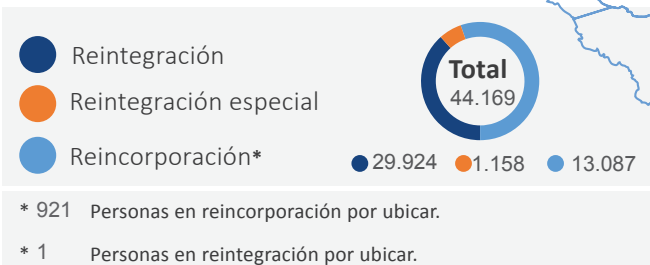 Reintegración
Reintegración especial
Reincorporación*
Total
44.169
29.924 1.158 13.087
* 921 Personas en reincorporación por ubicar.
* 1 Personas en reintegración por ubicar.